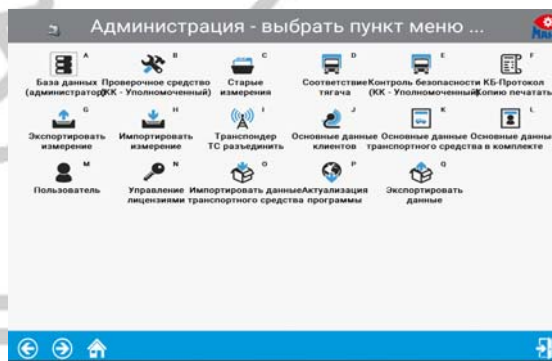 Администрация - выбрать пункт меню ...
A B C D E F
База данных Проверочное средство Старые Соответствие Контроль безопасности КБ-Протокол
(администратор) (КК - Уполномоченный) измерения тягача (КК - Уполномоченный) Копию печатать
G H I J K L
Экспортировать Импортировать Транспондер Основные данные Основные данные Основные данные
измерение измерение ТС разъединить клиентов транспортного средства в комплекте
M N O P Q
Пользователь Управление Импортировать данные Актуализация Экспортировать
лицензиями транспортного средства программы данные